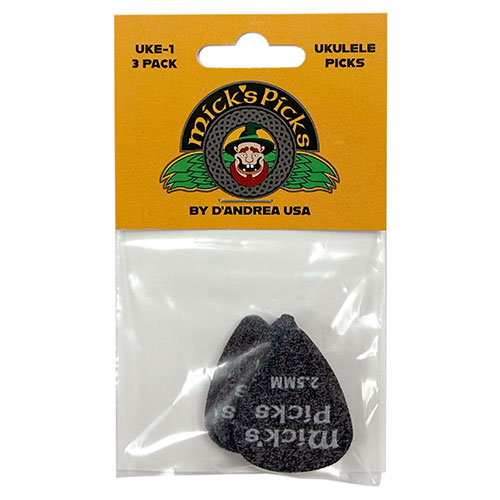 UKE-1
3 PACK
UKULELE
PICKS
Mick's Picks
BY D'ANDREA USA
Mick's
Picks
2.5MM